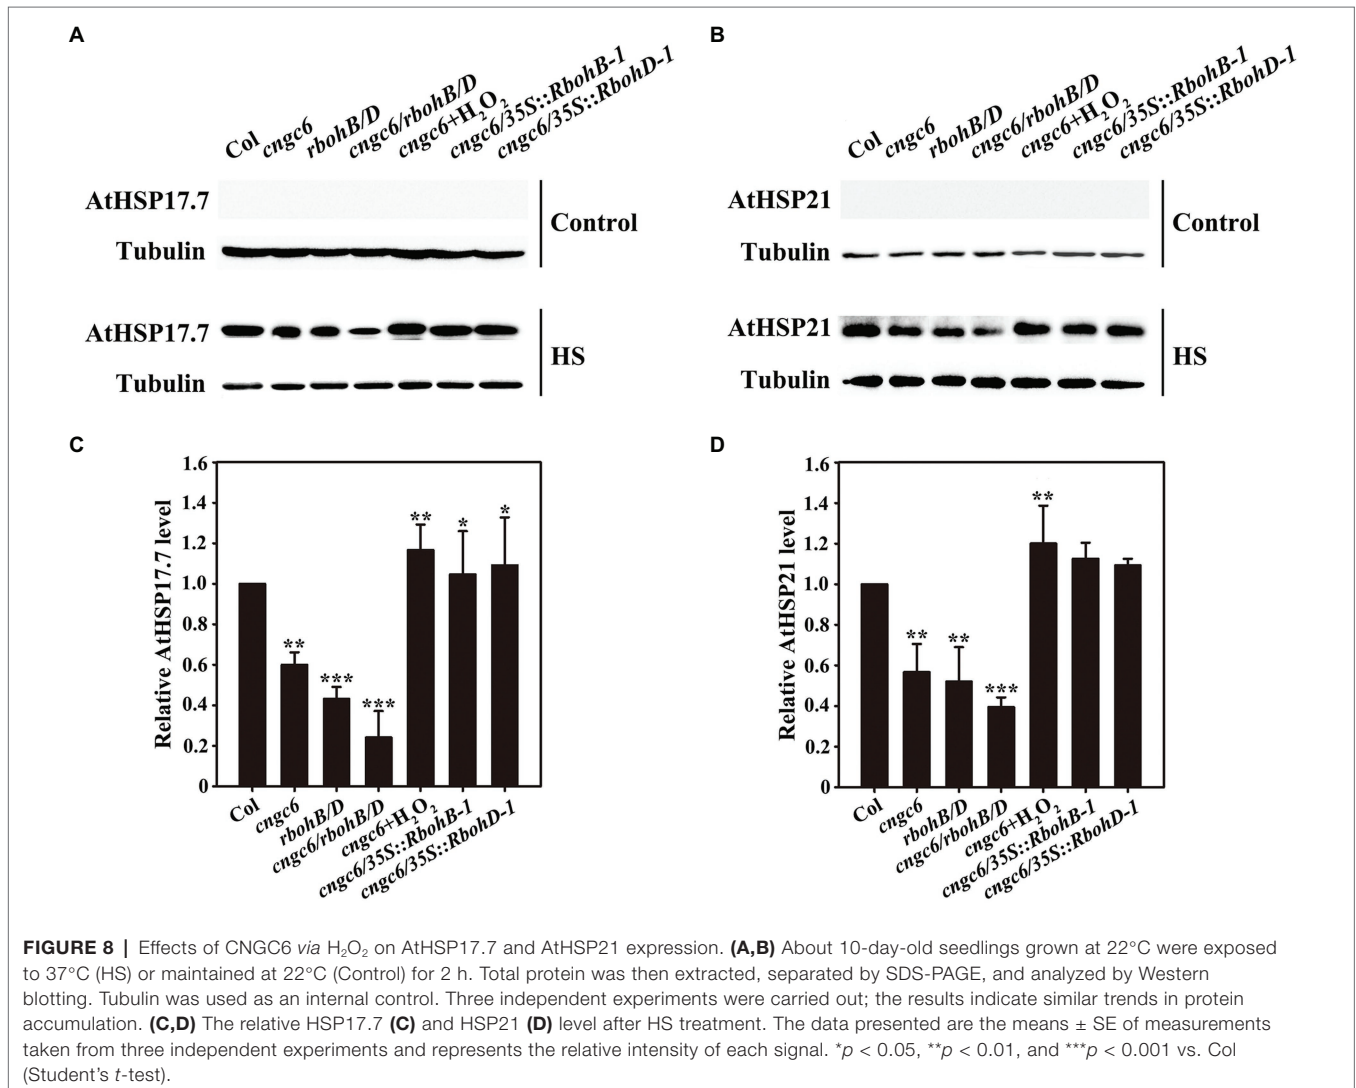 A
Col
cngc6
rbohB/D
cngc6/rbohB/D
cngc6+H₂O₂
cngc6/35S::RbohB-1
cngc6/35S::RbohD-1
AtHSP17.7
Tubulin
Control
AtHSP17.7
Tubulin
HS
B
Col
cngc6
rbohB/D
cngc6/rbohB/D
cngc6+H₂O₂
cngc6/35S::RbohB-1
cngc6/35S::RbohD-1
AtHSP21
Tubulin
Control
AtHSP21
Tubulin
HS
C
Relative AtHSP17.7 level
1.6
1.4
1.2
1.0
0.8
0.6
0.4
0.2
0
**
***
***
**
*
*
Col
cngc6
rbohB/D
cngc6/rbohB/D
cngc6+H₂O₂
cngc6/35S::RbohB-1
cngc6/35S::RbohD-1
D
Relative AtHSP21 level
1.6
1.4
1.2
1.0
0.8
0.6
0.4
0.2
0
**
**
***
**
Col
cngc6
rbohB/D
cngc6/rbohB/D
cngc6+H₂O₂
cngc6/35S::RbohB-1
cngc6/35S::RbohD-1
FIGURE 8 | Effects of CNGC6 via H₂O₂ on AtHSP17.7 and AtHSP21 expression. (A,B) About 10-day-old seedlings grown at 22°C were exposed
to 37°C (HS) or maintained at 22°C (Control) for 2 h. Total protein was then extracted, separated by SDS-PAGE, and analyzed by Western
blotting. Tubulin was used as an internal control. Three independent experiments were carried out; the results indicate similar trends in protein
accumulation. (C,D) The relative HSP17.7 (C) and HSP21 (D) level after HS treatment. The data presented are the means ± SE of measurements
taken from three independent experiments and represents the relative intensity of each signal. *p < 0.05, **p < 0.01, and ***p < 0.001 vs. Col
(Student's t-test).